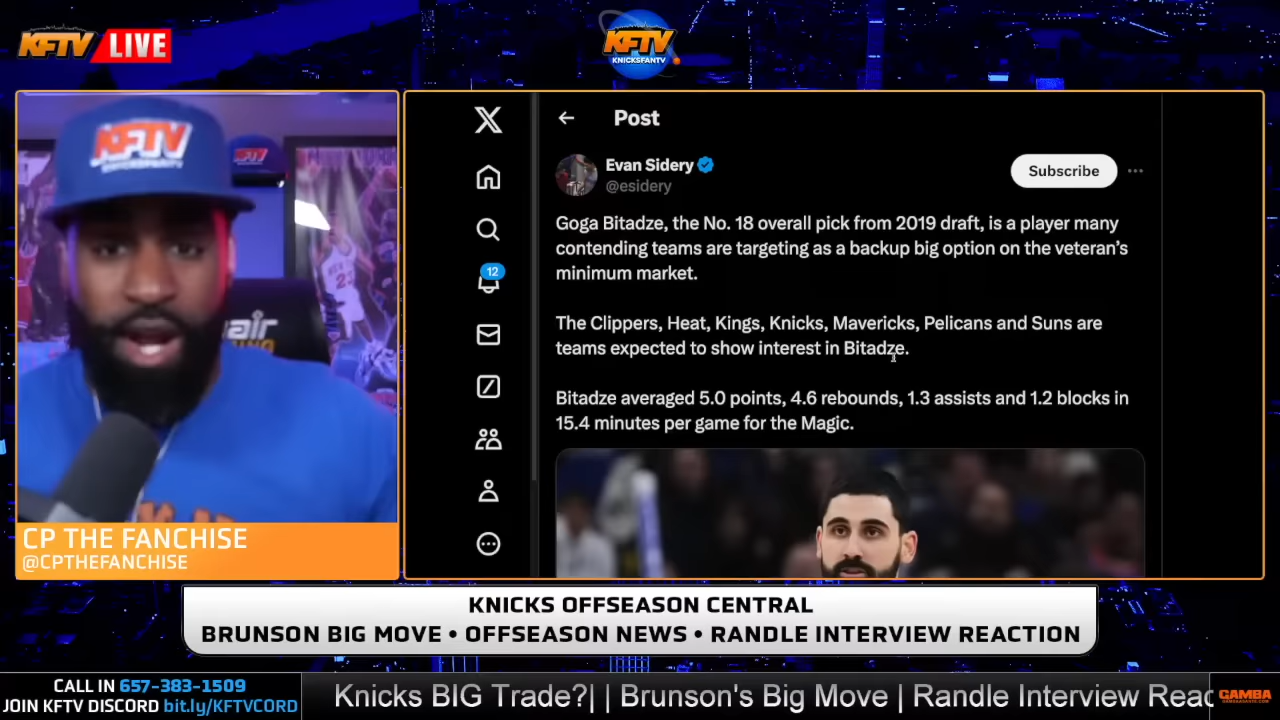 KFTV LIVE
KFTV
KNICKSFANTV
KFTV
KNICKSFANTV
KFTV
NEW YORK
23
air
Post
Evan Sidery
@esidery
Subscribe
12
Goga Bitadze, the No. 18 overall pick from 2019 draft, is a player many
contending teams are targeting as a backup big option on the veteran’s
minimum market.
The Clippers, Heat, Kings, Knicks, Mavericks, Pelicans and Suns are
teams expected to show interest in Bitadze.
Bitadze averaged 5.0 points, 4.6 rebounds, 1.3 assists and 1.2 blocks in
15.4 minutes per game for the Magic.
CP THE FANCHISE
@CPTHEFANCHISE
KNICKS OFFSEASON CENTRAL
BRUNSON BIG MOVE • OFFSEASON NEWS • RANDLE INTERVIEW REACTION
CALL IN 657-383-1509
JOIN KFTV DISCORD bit.ly/KFTVCORD
Knicks BIG Trade?| | Brunson's Big Move | Randle Interview Reac
GAMBA